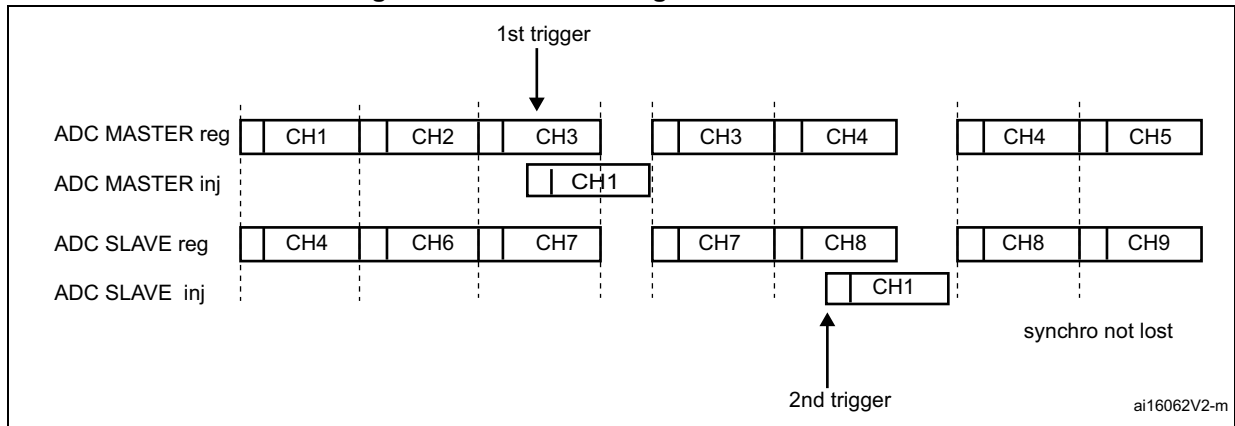 1st trigger
ADC MASTER reg CH1 CH2 CH3 CH3 CH4 CH4 CH5
ADC MASTER inj CH1
ADC SLAVE reg CH4 CH6 CH7 CH7 CH8 CH8 CH9
ADC SLAVE inj CH1
synchro not lost
2nd trigger
ai16062V2-m